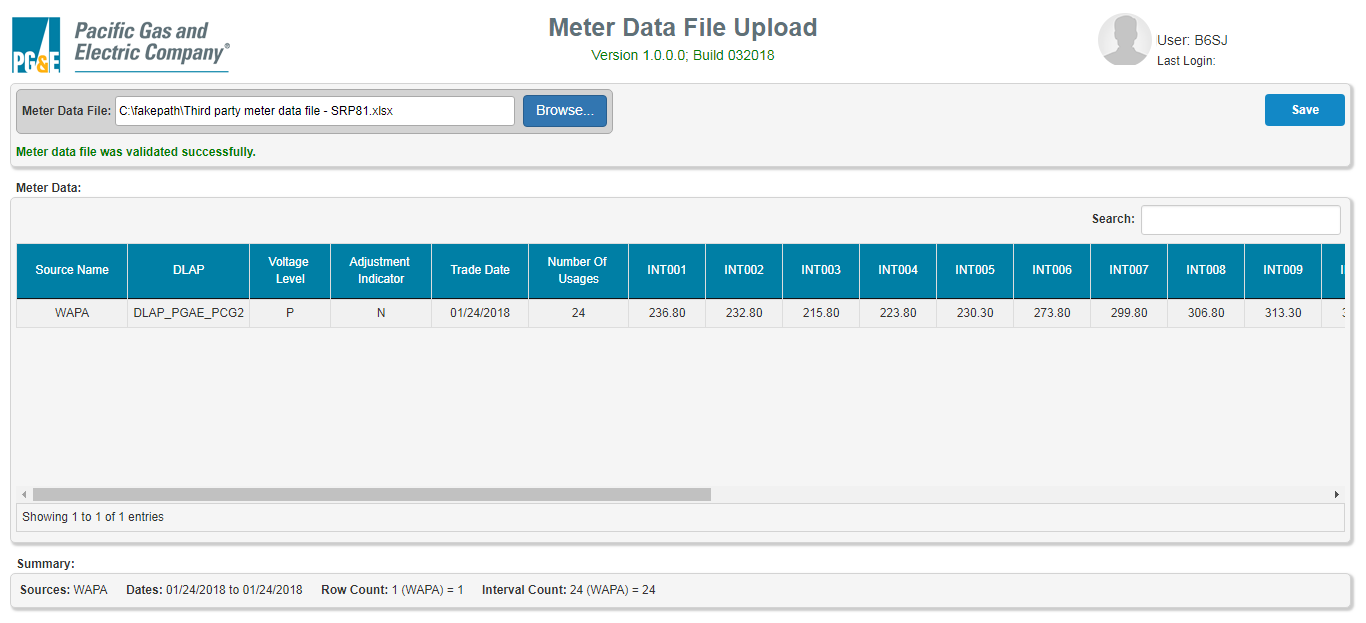 Pacific Gas and
Electric Company®
PG&E
Meter Data File Upload
Version 1.0.0.0; Build 032018
User: B6SJ
Last Login:
Meter Data File: C:\fakepath\Third party meter data file - SRP81.xlsx Browse... Save
Meter data file was validated successfully.
Meter Data:
Search:
Source Name DLAP Voltage Level Adjustment Indicator Trade Date Number Of Usages INT001 INT002 INT003 INT004 INT005 INT006 INT007 INT008 INT009
WAPA DLAP_PGAE_PCG2 P N 01/24/2018 24 236.80 232.80 215.80 223.80 230.30 273.80 299.80 306.80 313.30
Showing 1 to 1 of 1 entries
Summary:
Sources: WAPA Dates: 01/24/2018 to 01/24/2018 Row Count: 1 (WAPA) = 1 Interval Count: 24 (WAPA) = 24